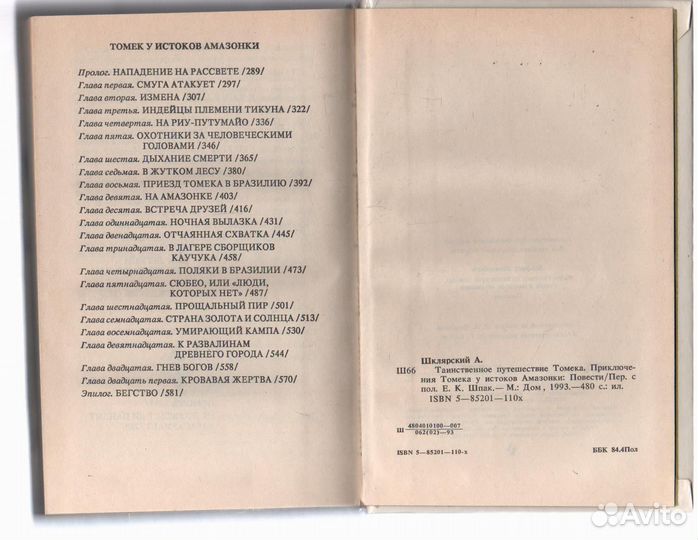 ТОМЕК У ИСТОКОВ АМАЗОНКИ
Пролог. НАПАДЕНИЕ НА РАССВЕТЕ /289/
Глава первая. СМУГА АТАКУЕТ /297/
Глава вторая. ИЗМЕНА /307/
Глава третья. ИНДЕЙЦЫ ПЛЕМЕНИ ТИКУНА /322/
Глава четвертая. НА РИУ-ПУТУМАЙО /336/
Глава пятая. ОХОТНИКИ ЗА ЧЕЛОВЕЧЕСКИМИ
ГОЛОВАМИ /346/
Глава шестая. ДЫХАНИЕ СМЕРТИ /365/
Глава седьмая. В ЖУТКОМ ЛЕСУ /380/
Глава восьмая. ПРИЕЗД ТОМЕКА В БРАЗИЛИЮ /392/
Глава девятая. НА АМАЗОНКЕ /403/
Глава десятая. ВСТРЕЧА ДРУЗЕЙ /416/
Глава одиннадцатая. НОЧНАЯ ВЫЛАЗКА /431/
Глава двенадцатая. ОТЧАЯННАЯ СХВАТКА /445/
Глава тринадцатая. В ЛАГЕРЕ СБОРЩИКОВ
КАУЧУКА /458/
Глава четырнадцатая. ПОЛЯКИ В БРАЗИЛИИ /473/
Глава пятнадцатая. СЮБЕО, ИЛИ «ЛЮДИ,
КОТОРЫХ НЕТ» /487/
Глава шестнадцатая. ПРОЩАЛЬНЫЙ ПИР /501/
Глава семнадцатая. СТРАНА ЗОЛОТА И СОЛНЦА /513/
Глава восемнадцатая. УМИРАЮЩИЙ КАМПА /530/
Глава девятнадцатая. К РАЗВАЛИНАМ
ДРЕВНЕГО ГОРОДА /544/
Глава двадцатая. ГНЕВ БОГОВ /558/
Глава двадцать первая. КРОВАВАЯ ЖЕРТВА /570/
Эпилог. БЕГСТВО /581/
Шклярский А.
Ш66 Таинственное путешествие Томека. Приключе-
ния Томека у истоков Амазонки: Повести/Пер. с
пол. Е. К. Шпак.— М.: Дом, 1993.—480 с.: ил.
ISBN 5—85201—110х
Ш 4804010100—007
062(02)—93
ISBN 5—85201—110-х ББК 84.4Пол
Avito